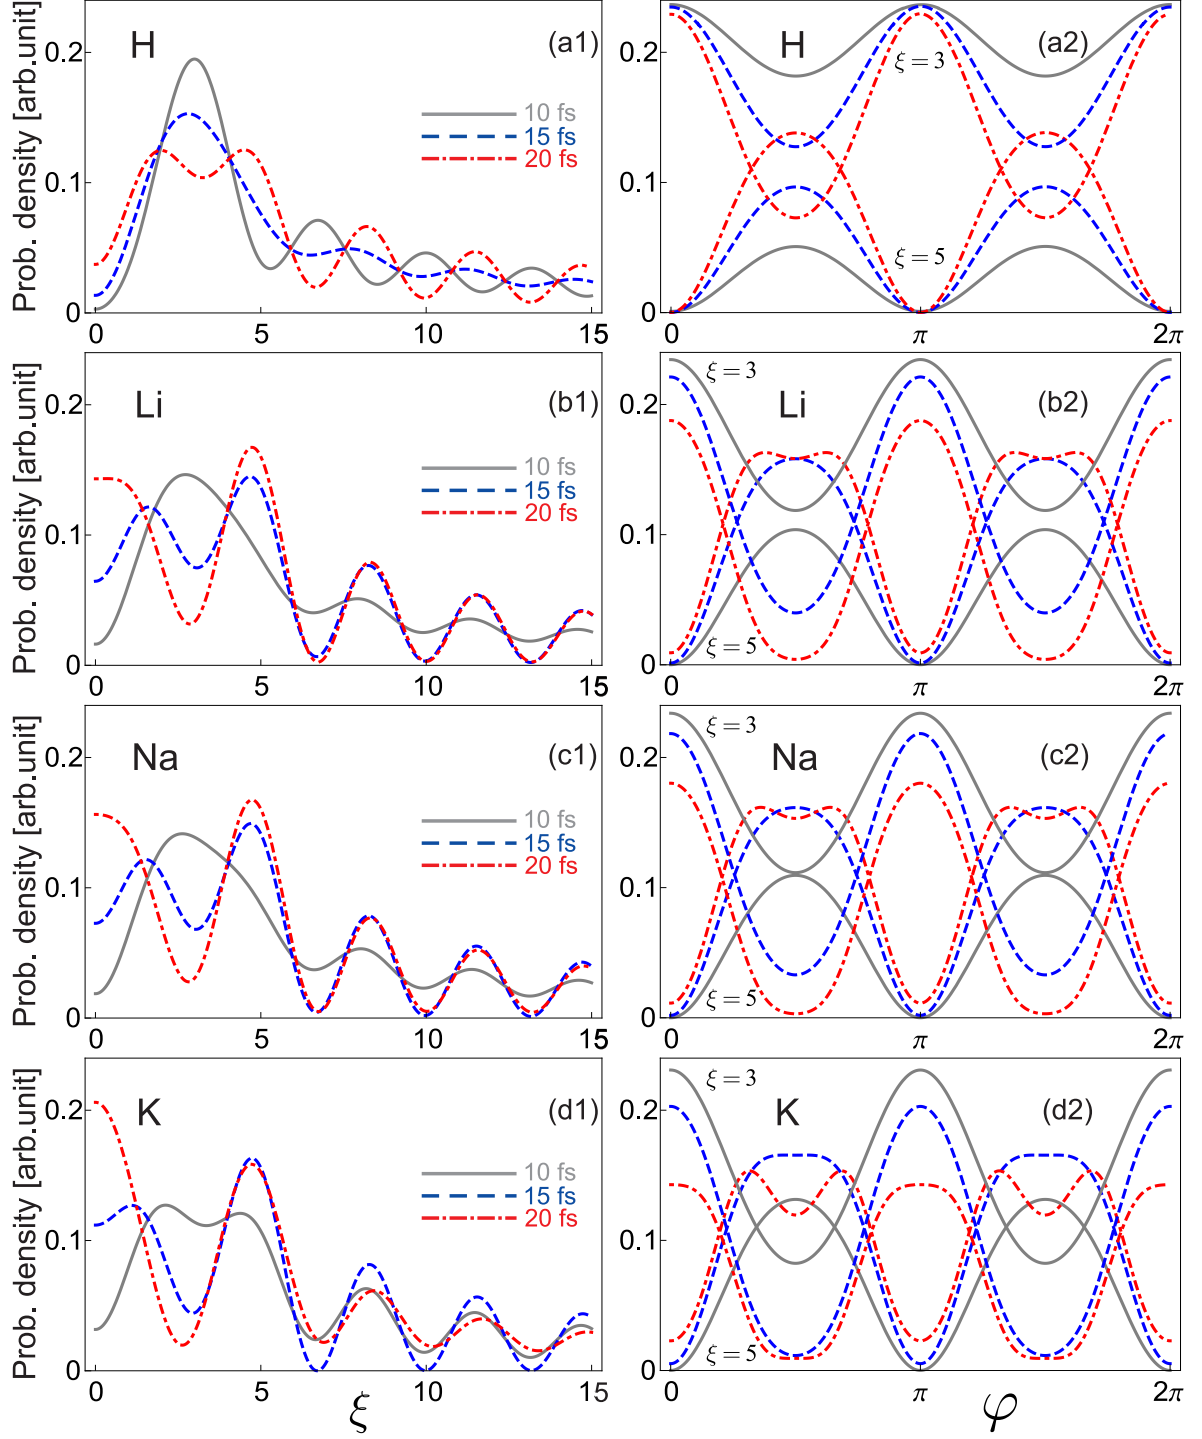 Prob. density [arb.unit]
0.2
0.1
0
H
(a1)
10 fs
15 fs
20 fs
0 5 10 15
H
(a2)
ξ = 3
ξ = 5
0.2
0.1
0
0 π 2π
Prob. density [arb.unit]
0.2
0.1
0
Li
(b1)
10 fs
15 fs
20 fs
0 5 10 15
ξ = 3
Li
(b2)
ξ = 5
0.2
0.1
0
0 π 2π
Prob. density [arb.unit]
0.2
0.1
0
Na
(c1)
10 fs
15 fs
20 fs
0 5 10 15
ξ = 3
Na
(c2)
ξ = 5
0.2
0.1
0
0 π 2π
Prob. density [arb.unit]
0.2
0.1
0
K
(d1)
10 fs
15 fs
20 fs
0 5 10 15
ξ
ξ = 3
K
(d2)
ξ = 5
0.2
0.1
0
0 π 2π
φ